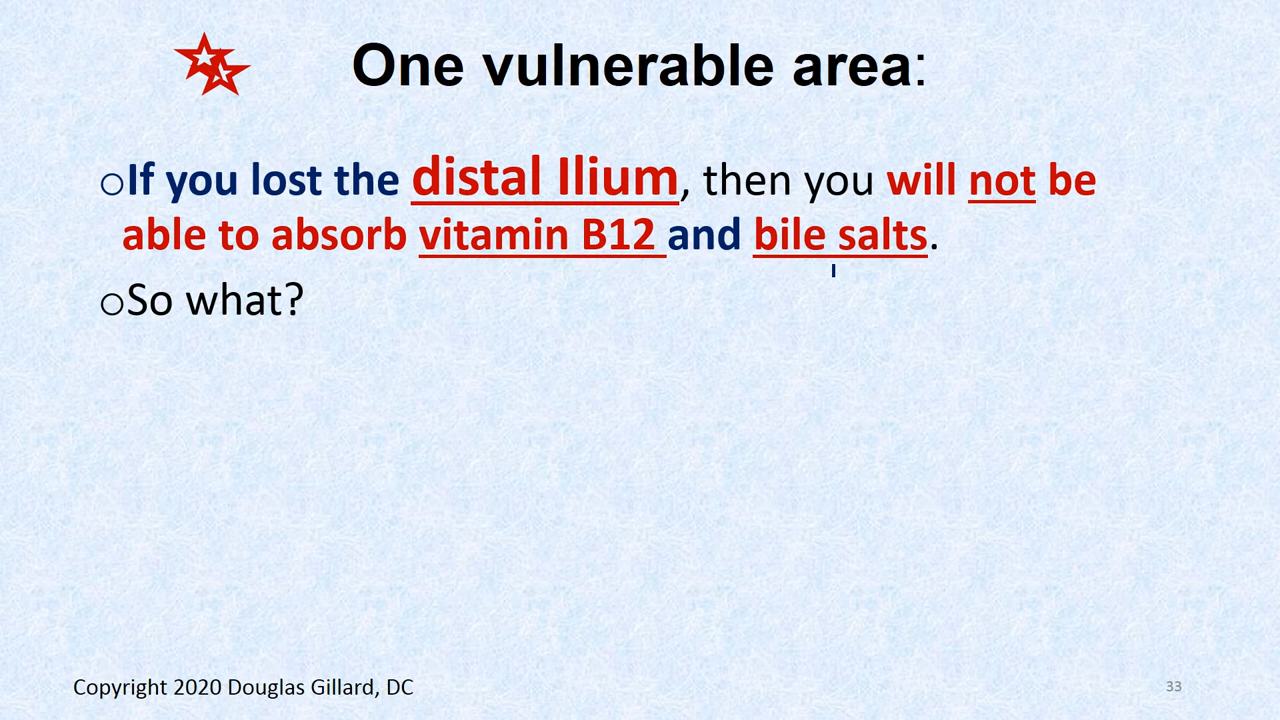 One vulnerable area:
○If you lost the distal Ilium, then you will not be
able to absorb vitamin B12 and bile salts.
○So what?
Copyright 2020 Douglas Gillard, DC
33